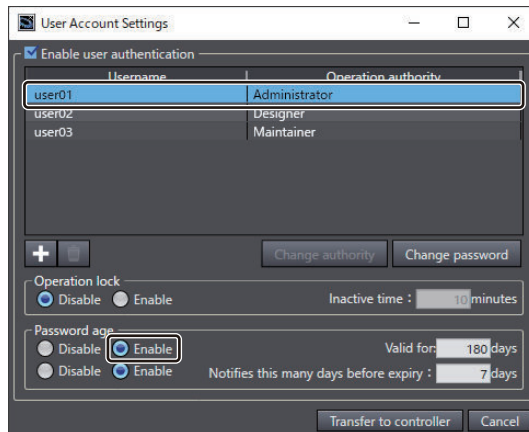 User Account Settings
Enable user authentication
Username Operation authority
user01 Administrator
user02 Designer
user03 Maintainer
Change authority Change password
Operation lock
Disable Enable Inactive time : 10 minutes
Password age
Disable Enable Valid for: 180 days
Disable Enable Notifies this many days before expiry : 7 days
Transfer to controller Cancel